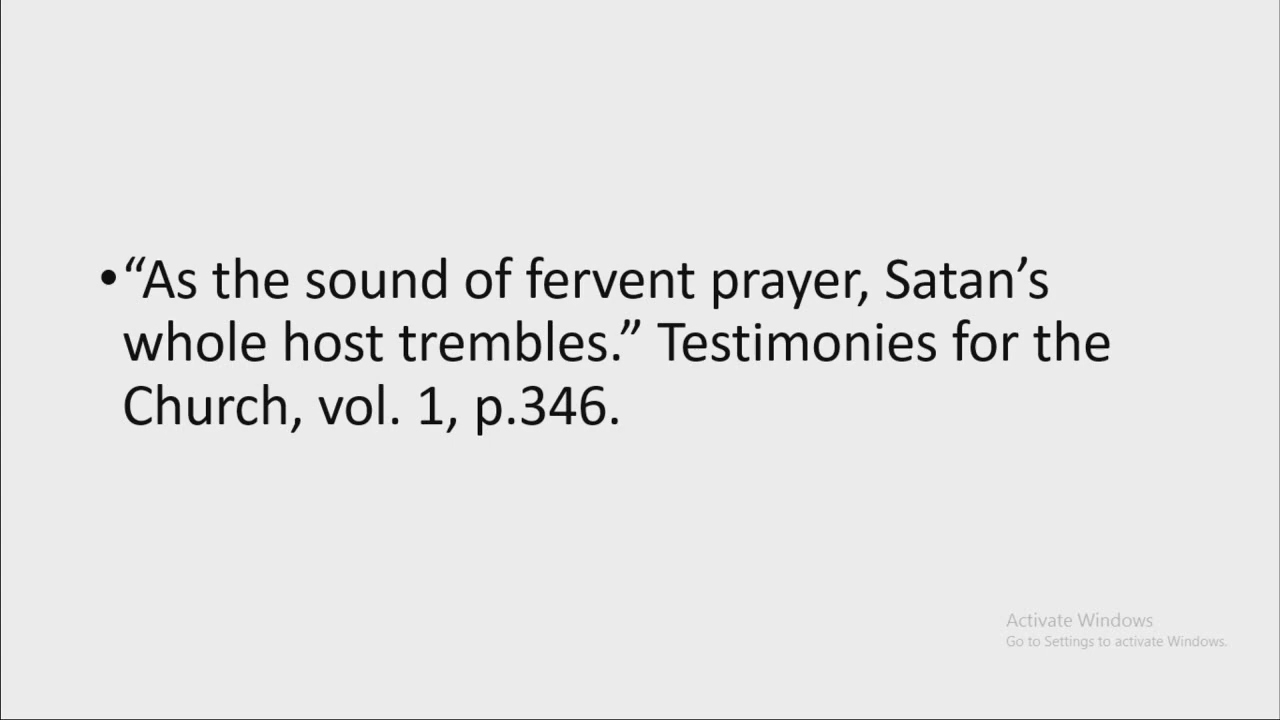 •“As the sound of fervent prayer, Satan’s
whole host trembles.” Testimonies for the
Church, vol. 1, p.346.
Activate Windows
Go to Settings to activate Windows.